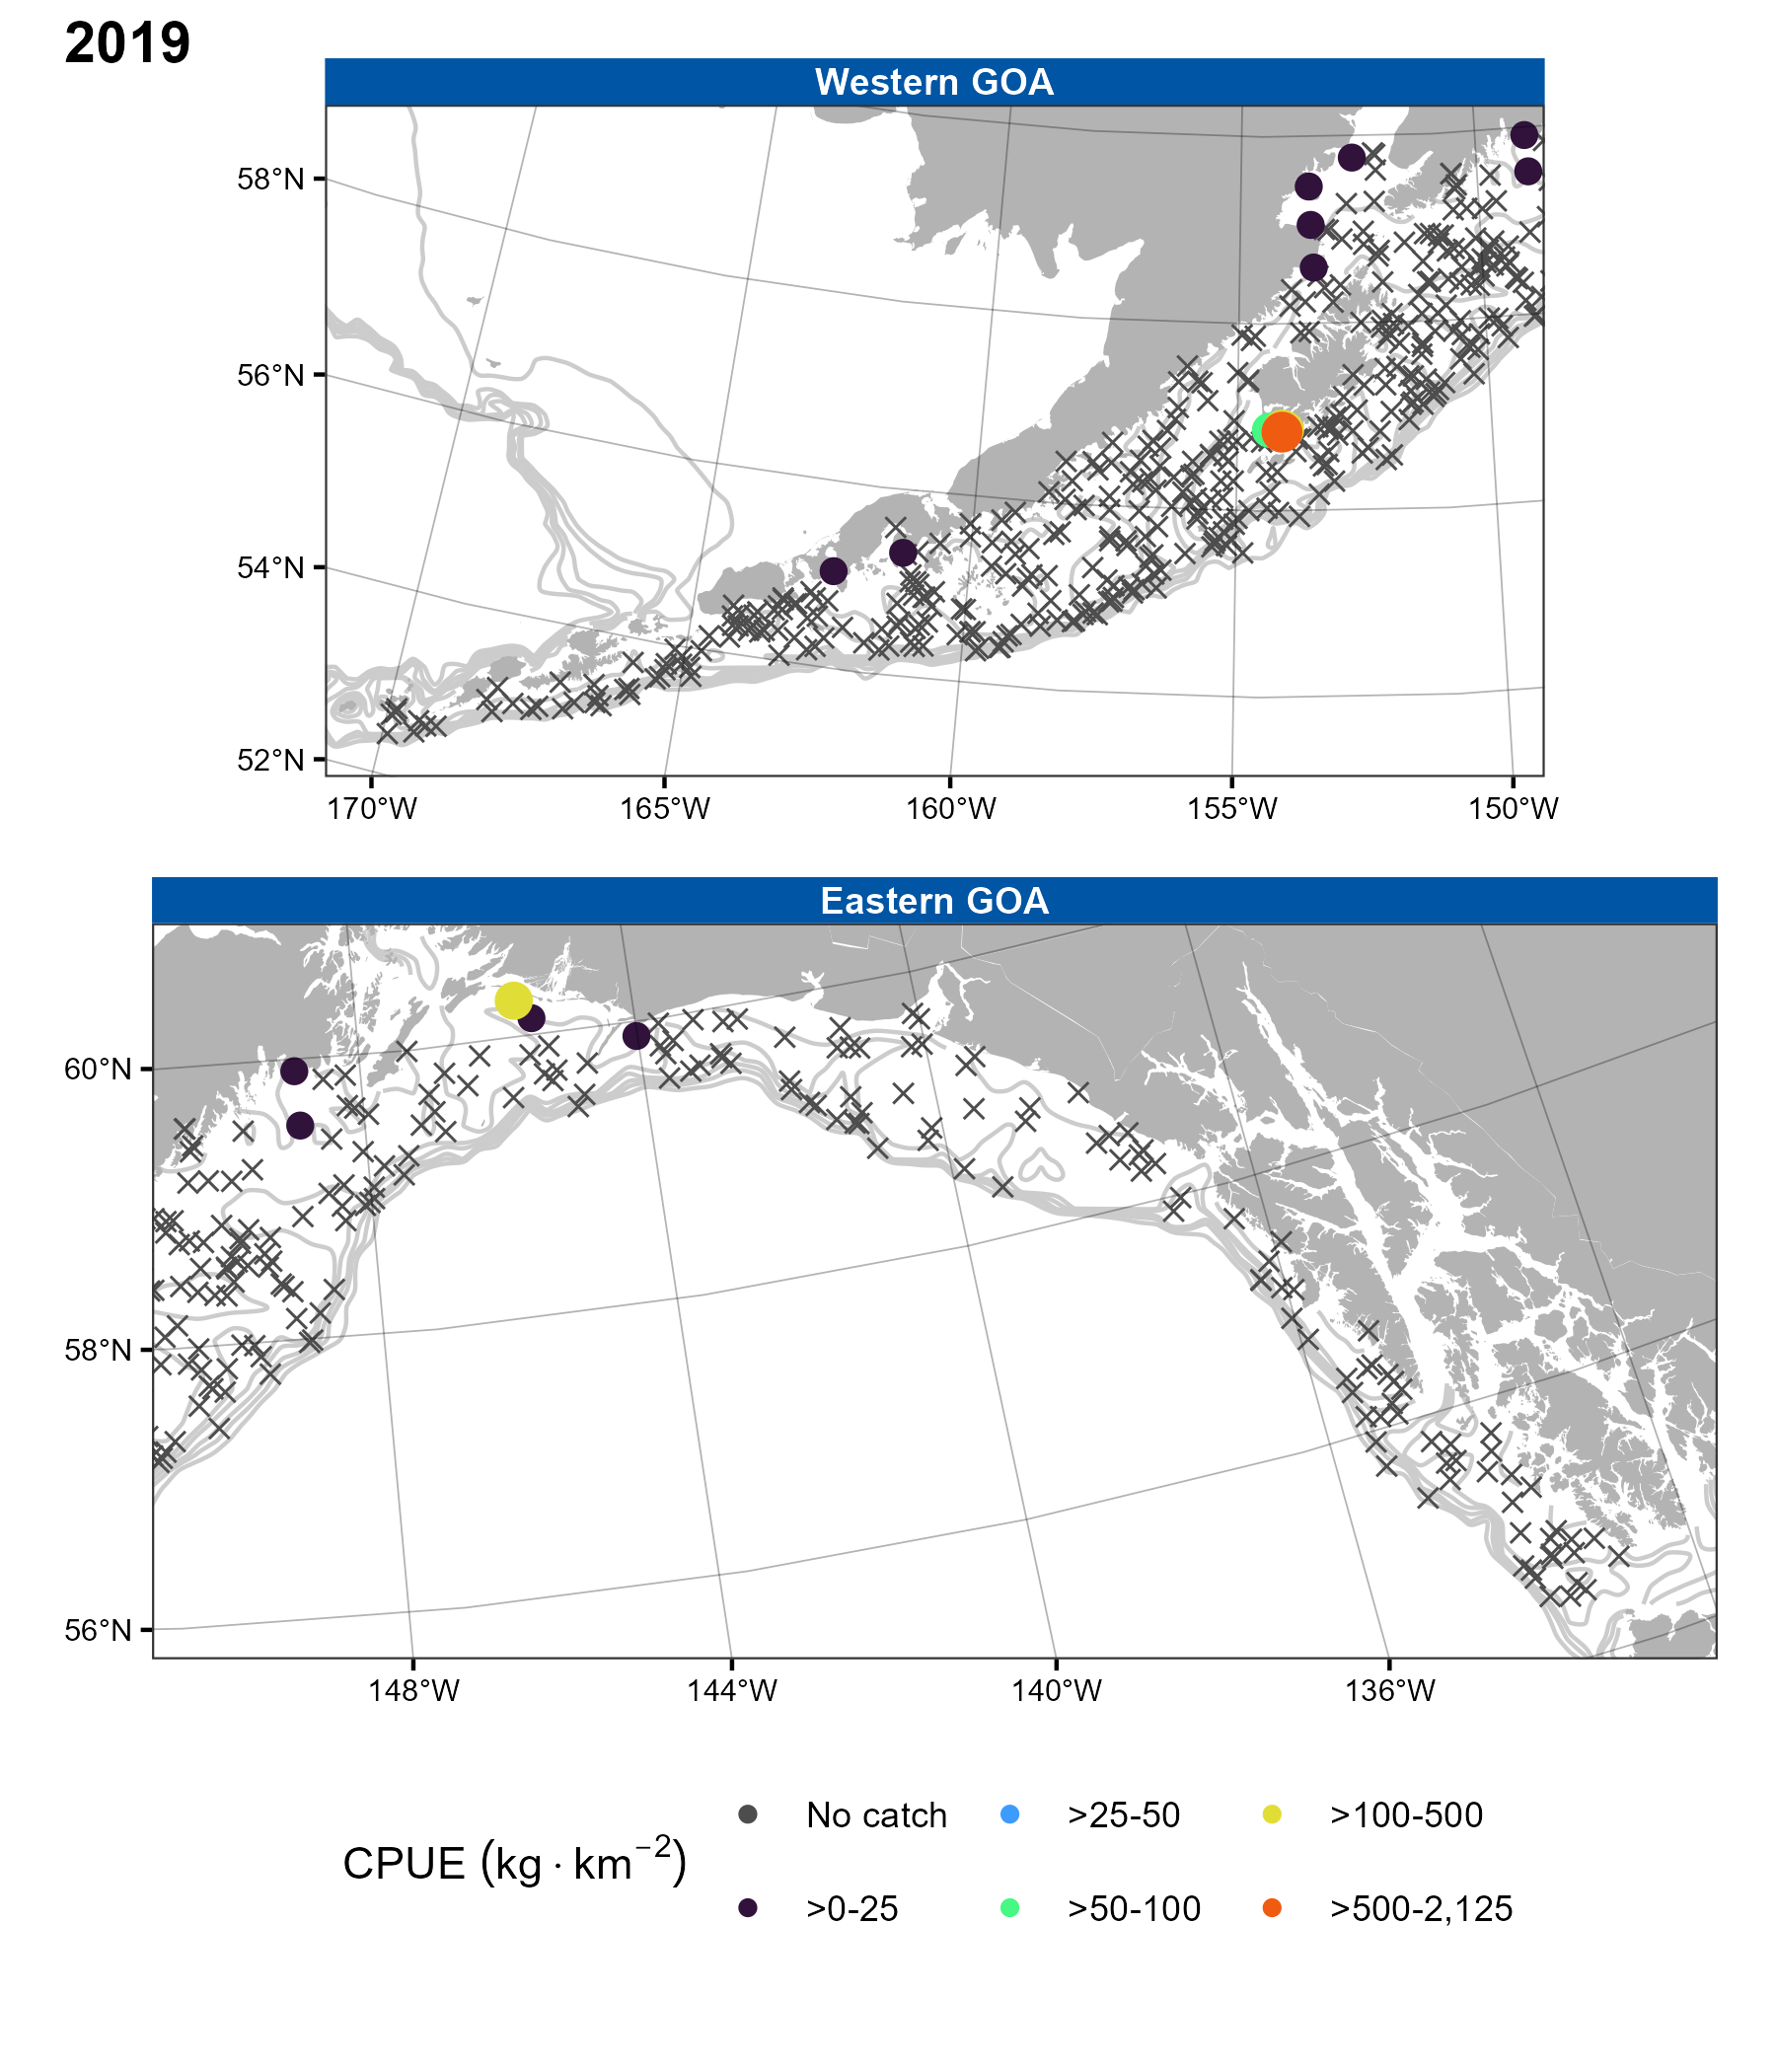 2019
Western GOA
58°N
56°N
54°N
52°N
170°W 165°W 160°W 155°W 150°W
Eastern GOA
60°N
58°N
56°N
148°W 144°W 140°W 136°W
CPUE (kg · km⁻²)
No catch >25-50 >100-500
>0-25 >50-100 >500-2,125